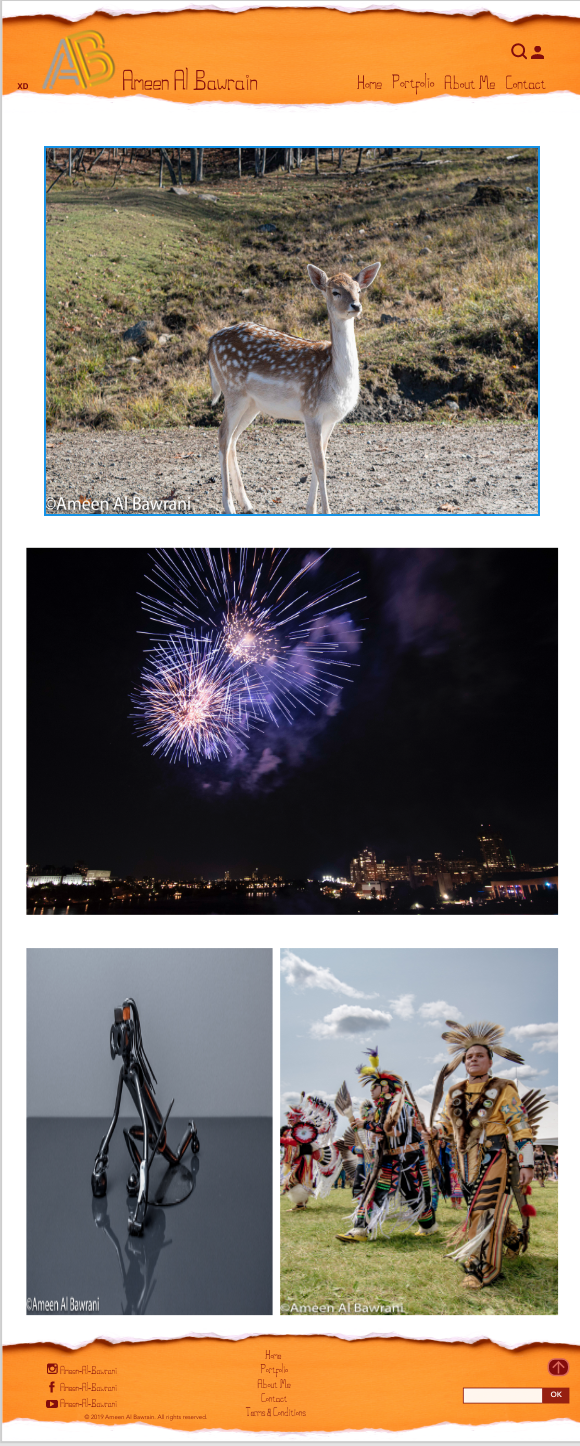 XD
AB
Ameen Al Bawrain
Home Portfolio About Me Contact
©Ameen Al Bawrani
©Ameen Al Bawrani
©Ameen Al Bawrani
Home
Portfolio
About Me
Contact
Terms & Conditions
Ameen-Al-Bawrani
Ameen-Al-Bawrani
Ameen-Al-Bawrani
© 2019 Ameen Al Bawrain. All rights reserved.
OK